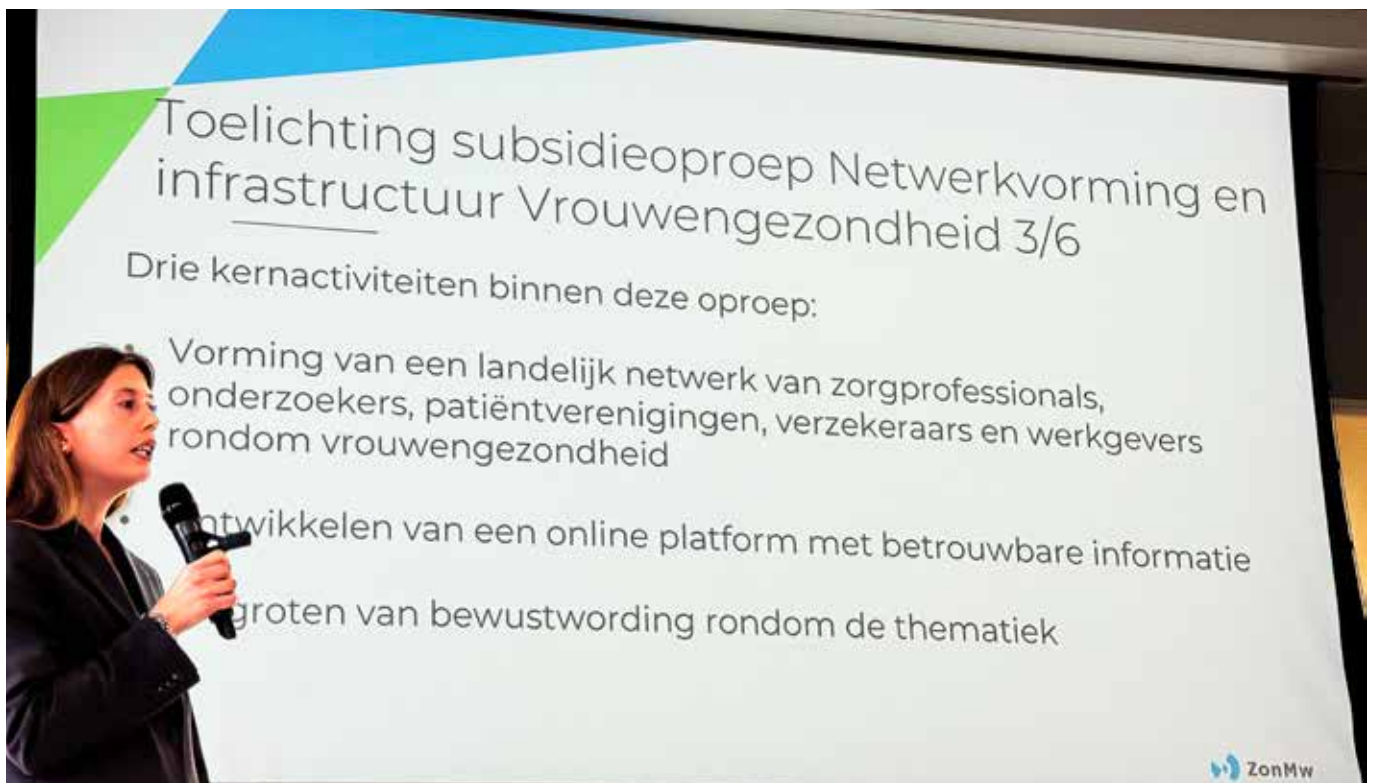 Toelichting subsidieoproep Netwerkvorming en
infrastructuur Vrouwengezondheid 3/6
Drie kernactiviteiten binnen deze oproep:
Vorming van een landelijk netwerk van zorgprofessionals,
onderzoekers, patiëntverenigingen, verzekeraars en werkgevers
rondom vrouwengezondheid
van een online platform met betrouwbare informatie
van bewustwording rondom de thematiek
ZonMw